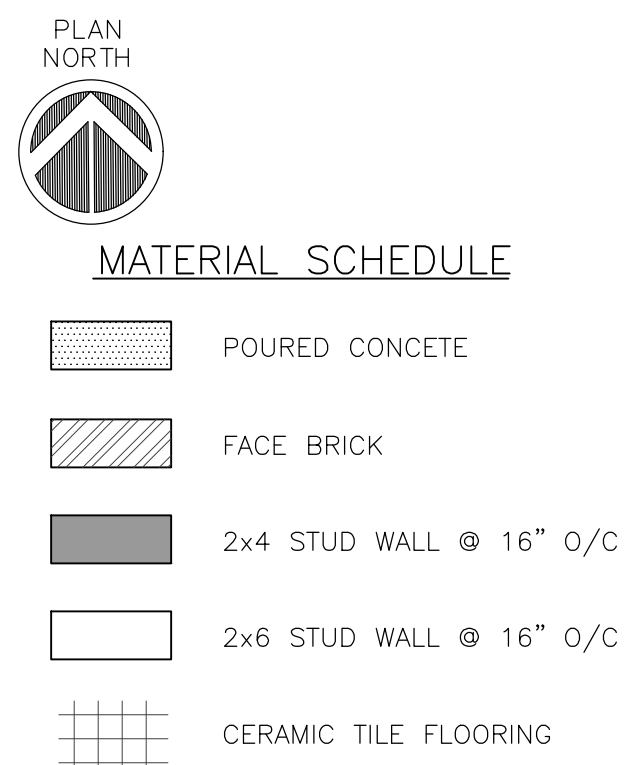 PLAN
NORTH
MATERIAL SCHEDULE
POURED CONCETE
FACE BRICK
2x4 STUD WALL @ 16” O/C
2x6 STUD WALL @ 16” O/C
CERAMIC TILE FLOORING